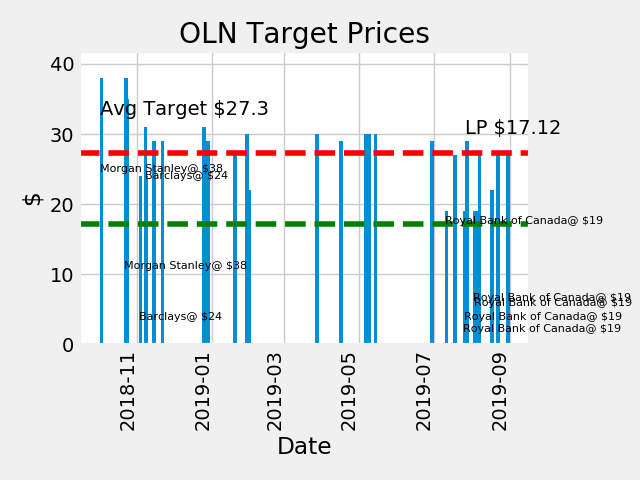 OLN Target Prices
40
30
20
10
0
$
Avg Target $27.3
LP $17.12
Morgan Stanley@ $38
Barclays@ $24
Royal Bank of Canada@ $19
Morgan Stanley@ $38
Royal Bank of Canada@ $19
Royal Bank of Canada@ $19
Barclays@ $24
Royal Bank of Canada@ $19
Royal Bank of Canada@ $19
2018-11
2019-01
2019-03
2019-05
2019-07
2019-09
Date